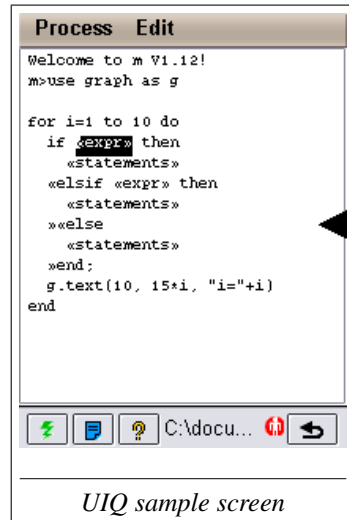 Process Edit
Welcome to m V1.12!
m>use graph as g
for i=1 to 10 do
if «expr» then
«statements»
«elsif «expr» then
«statements»
»«else
«statements»
»end;
g.text(10, 15*i, "i="+i)
end
C:\docu...
UIQ sample screen